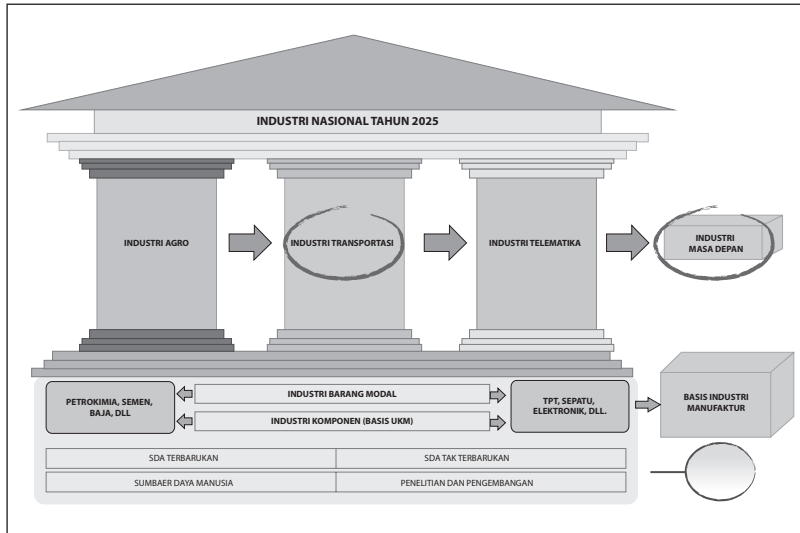 INDUSTRI NASIONAL TAHUN 2025
INDUSTRI AGRO
INDUSTRI TRANSPORTASI
INDUSTRI TELEMATIKA
INDUSTRI
MASA DEPAN
PETROKIMIA, SEMEN,
BAJA, DLL
INDUSTRI BARANG MODAL
INDUSTRI KOMPONEN (BASIS UKM)
TPT, SEPATU,
ELEKTRONIK, DLL.
BASIS INDUSTRI
MANUFAKTUR
SDA TERBARUKAN
SDA TAK TERBARUKAN
SUMBAER DAYA MANUSIA
PENELITIAN DAN PENGEMBANGAN